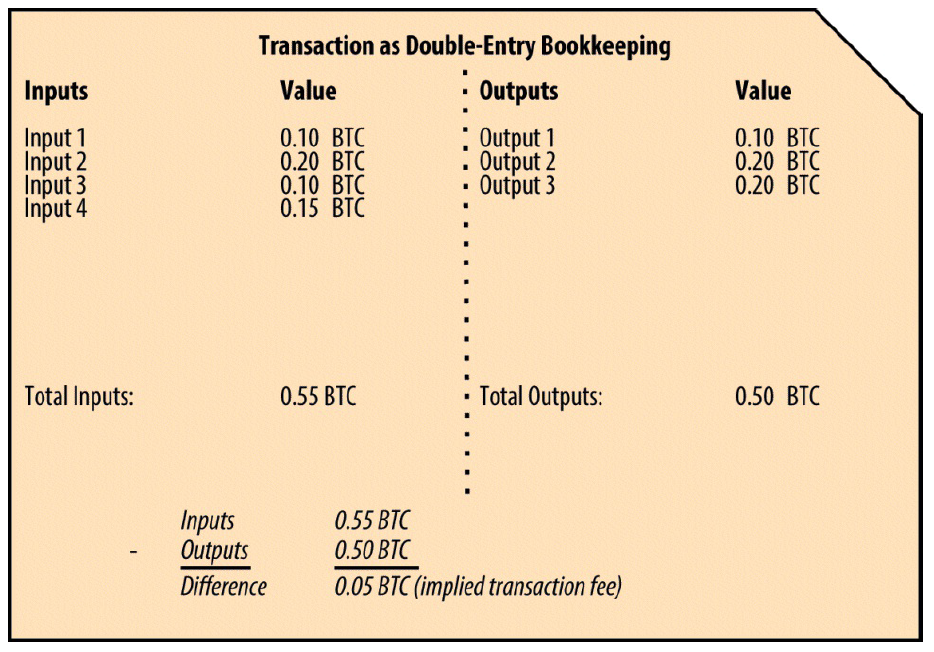 Transaction as Double-Entry Bookkeeping
Inputs Value Outputs Value
Input 1 0.10 BTC Output 1 0.10 BTC
Input 2 0.20 BTC Output 2 0.20 BTC
Input 3 0.10 BTC Output 3 0.20 BTC
Input 4 0.15 BTC
Total Inputs: 0.55 BTC Total Outputs: 0.50 BTC
Inputs 0.55 BTC
- Outputs 0.50 BTC
Difference 0.05 BTC (implied transaction fee)